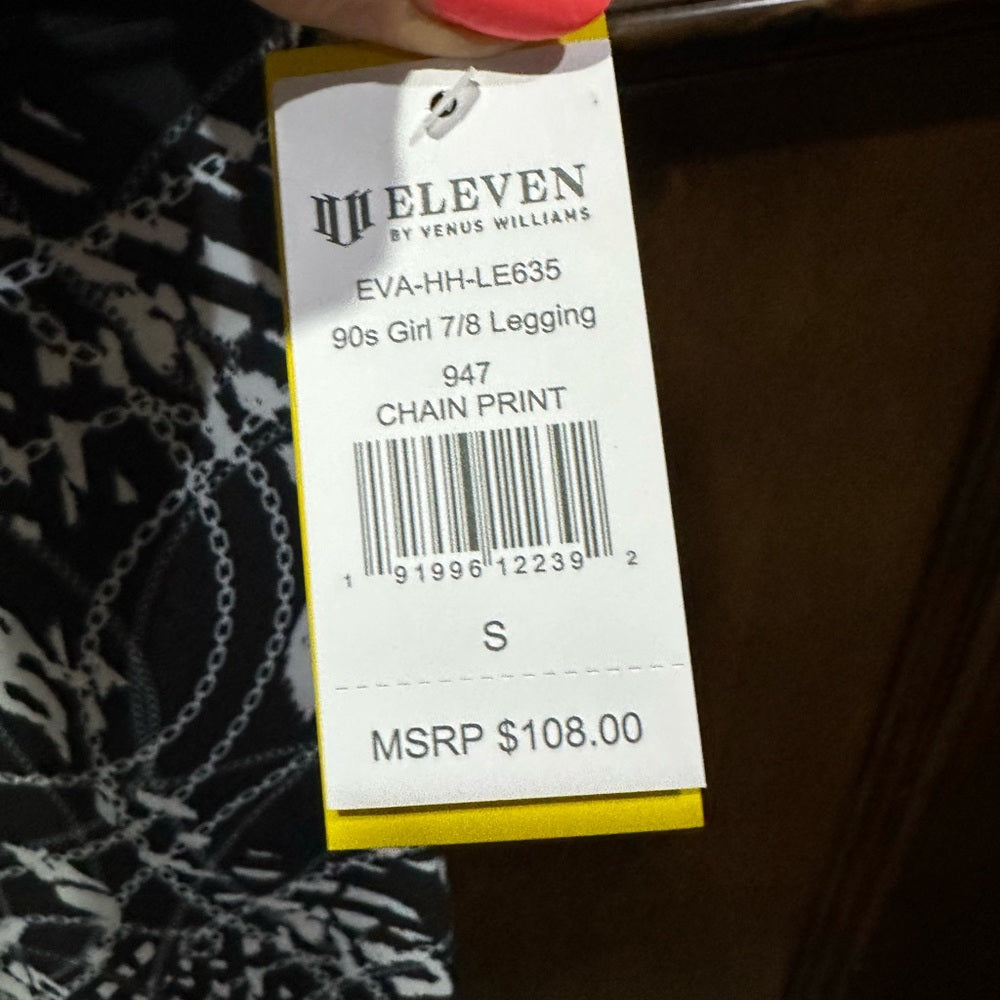 ELEVEN
BY VENUS WILLIAMS
EVA-HH-LE635
90s Girl 7/8 Legging
947
CHAIN PRINT
1 91996 12239 2
S
MSRP $108.00